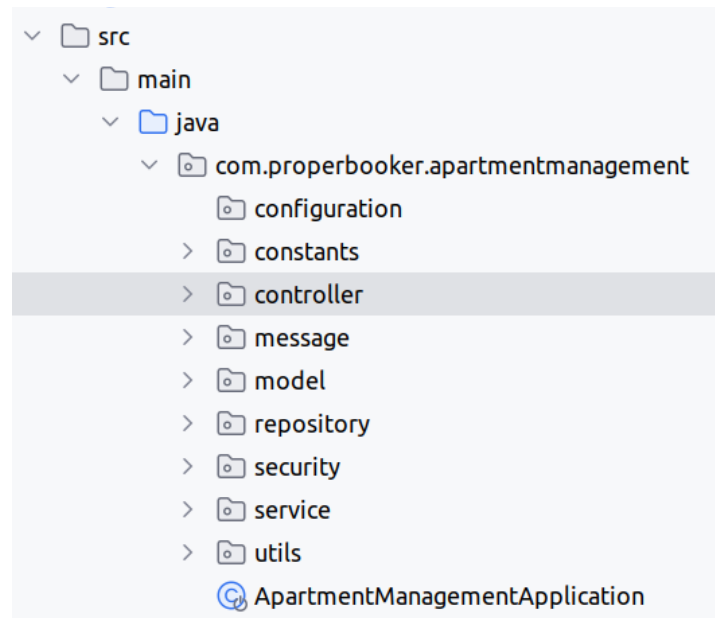 src
main
java
com.properbooker.apartmentmanagement
configuration
constants
controller
message
model
repository
security
service
utils
ApartmentManagementApplication